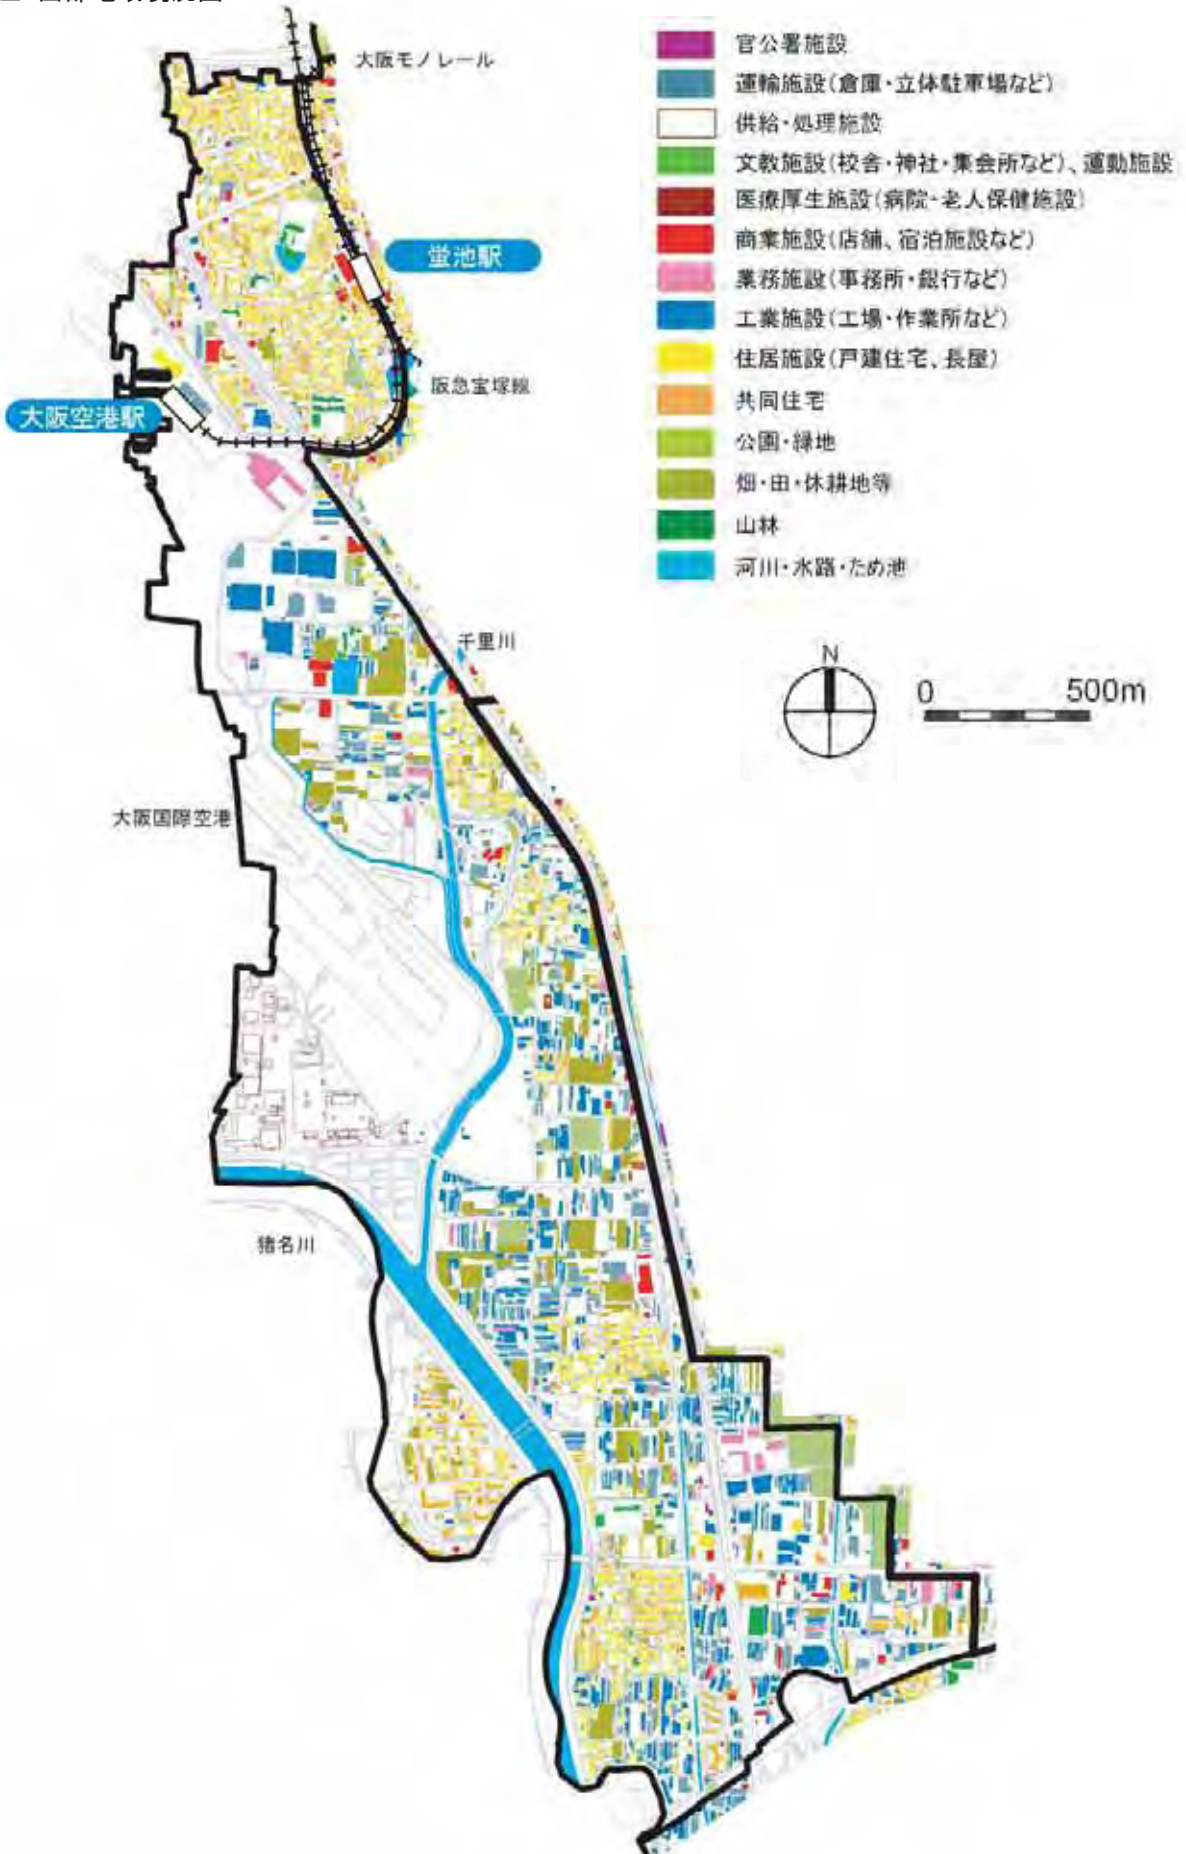 大阪モノレール
蛍池駅
阪急宝塚線
大阪空港駅
千里川
大阪国際空港
猪名川
官公署施設
運輸施設(倉庫・立体駐車場など)
供給・処理施設
文教施設(校舎・神社・集会所など)、運動施設
医療厚生施設(病院・老人保健施設)
商業施設(店舗、宿泊施設など)
業務施設(事務所・銀行など)
工業施設(工場・作業所など)
住居施設(戸建住宅、長屋)
共同住宅
公園・緑地
畑・田・休耕地等
山林
河川・水路・ため池
N
0 500m